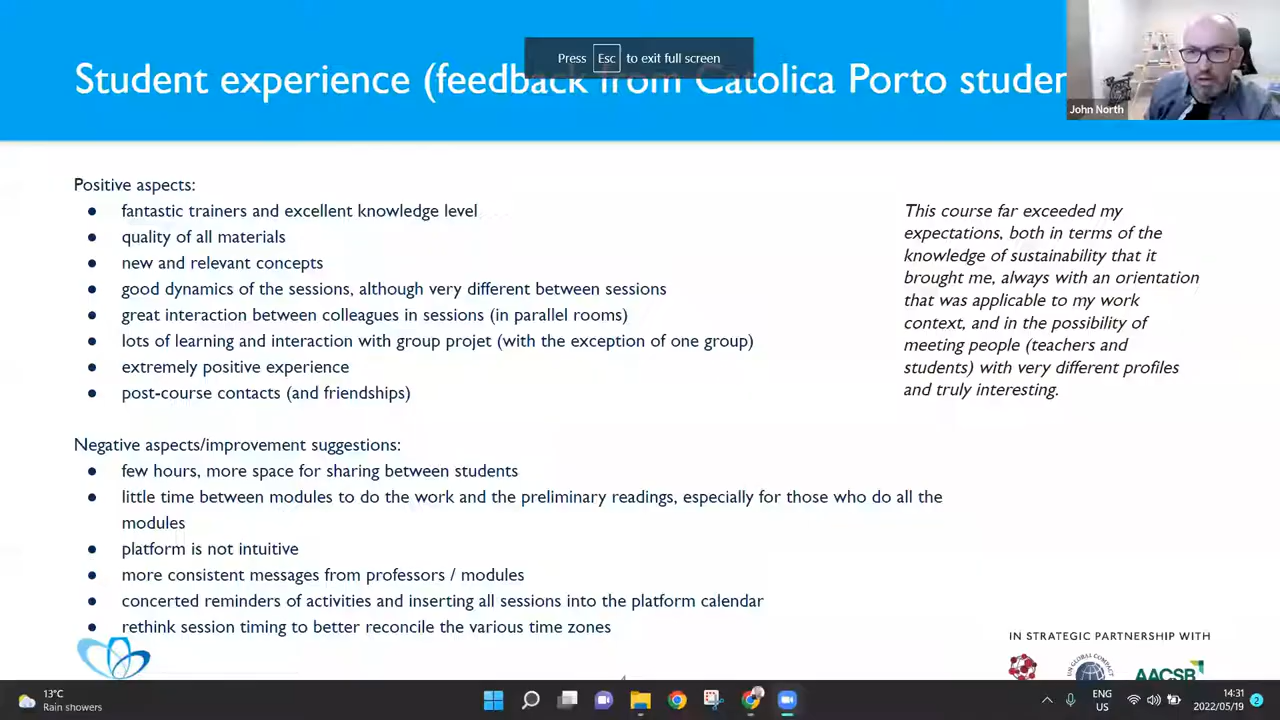 Press Esc to exit full screen
Student experience (feedback from Catolica Porto studen
John North
Positive aspects:
● fantastic trainers and excellent knowledge level
● quality of all materials
● new and relevant concepts
● good dynamics of the sessions, although very different between sessions
● great interaction between colleagues in sessions (in parallel rooms)
● lots of learning and interaction with group projet (with the exception of one group)
● extremely positive experience
● post-course contacts (and friendships)
This course far exceeded my
expectations, both in terms of the
knowledge of sustainability that it
brought me, always with an orientation
that was applicable to my work
context, and in the possibility of
meeting people (teachers and
students) with very different profiles
and truly interesting.
Negative aspects/improvement suggestions:
● few hours, more space for sharing between students
● little time between modules to do the work and the preliminary readings, especially for those who do all the
modules
● platform is not intuitive
● more consistent messages from professors / modules
● concerted reminders of activities and inserting all sessions into the platform calendar
● rethink session timing to better reconcile the various time zones
IN STRATEGIC PARTNERSHIP WITH
UN GLOBAL COMPACT
AACSB
13°C
Rain showers
ENG
US
14:31
2022/05/19
2